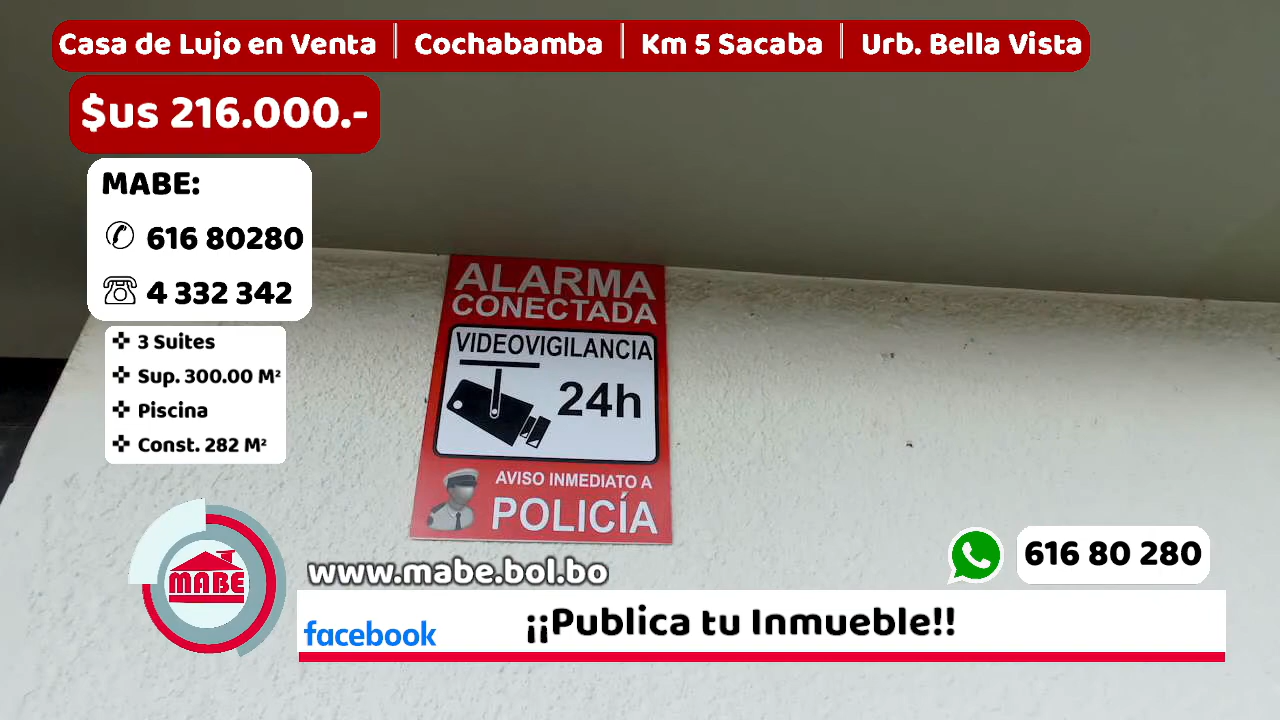 Casa de Lujo en Venta | Cochabamba | Km 5 Sacaba | Urb. Bella Vista
$us 216.000.-
MABE:
616 80280
4 332 342
3 Suites
Sup. 300.00 M²
Piscina
Const. 282 M²
ALARMA
CONECTADA
VIDEOVIGILANCIA
24h
AVISO INMEDIATO A
POLICÍA
MABE
www.mabe.bol.bo
616 80 280
facebook
¡¡Publica tu Inmueble!!